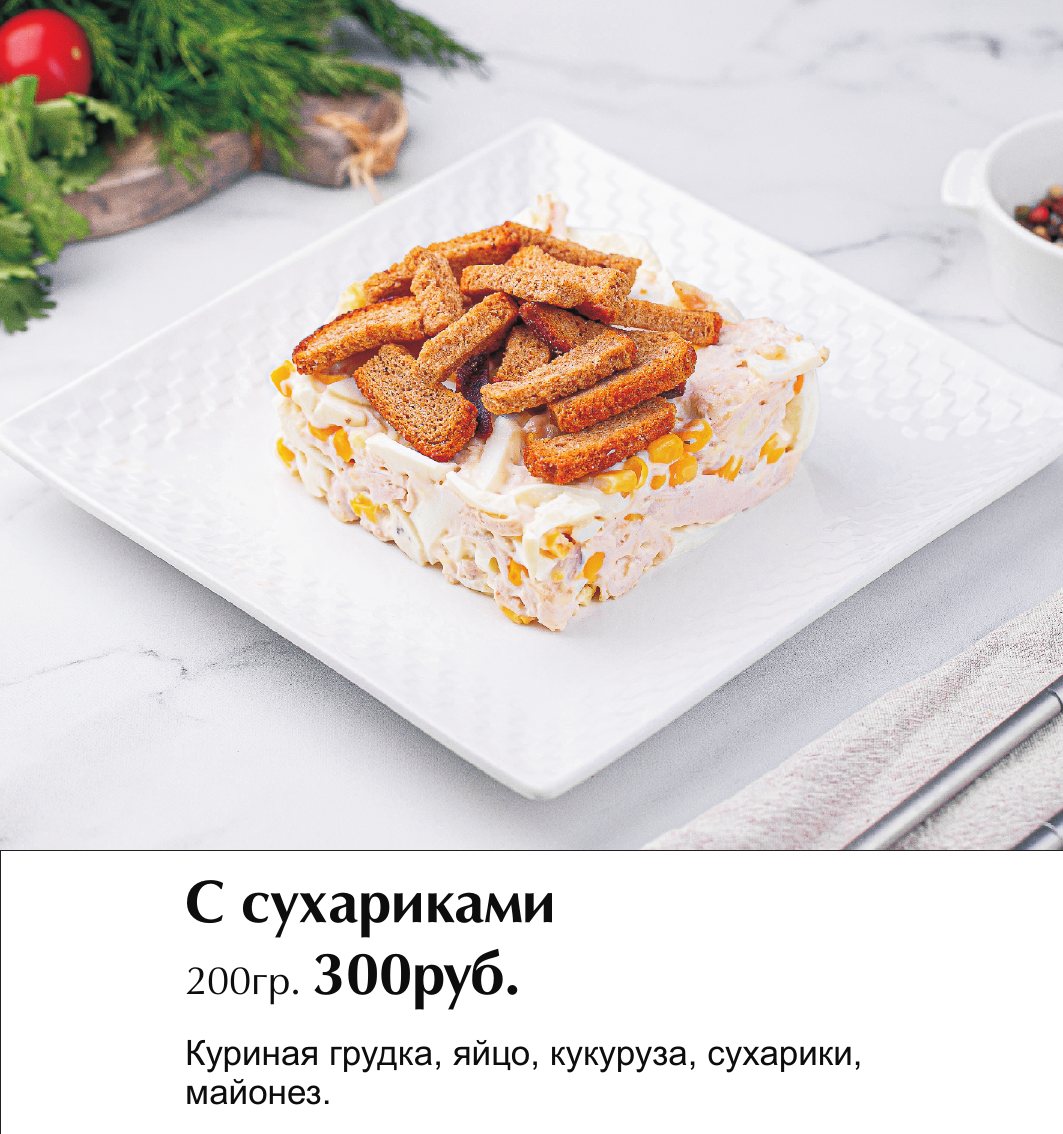 С сухариками
200гр. 300руб.
Куриная грудка, яйцо, кукуруза, сухарики,
майонез.